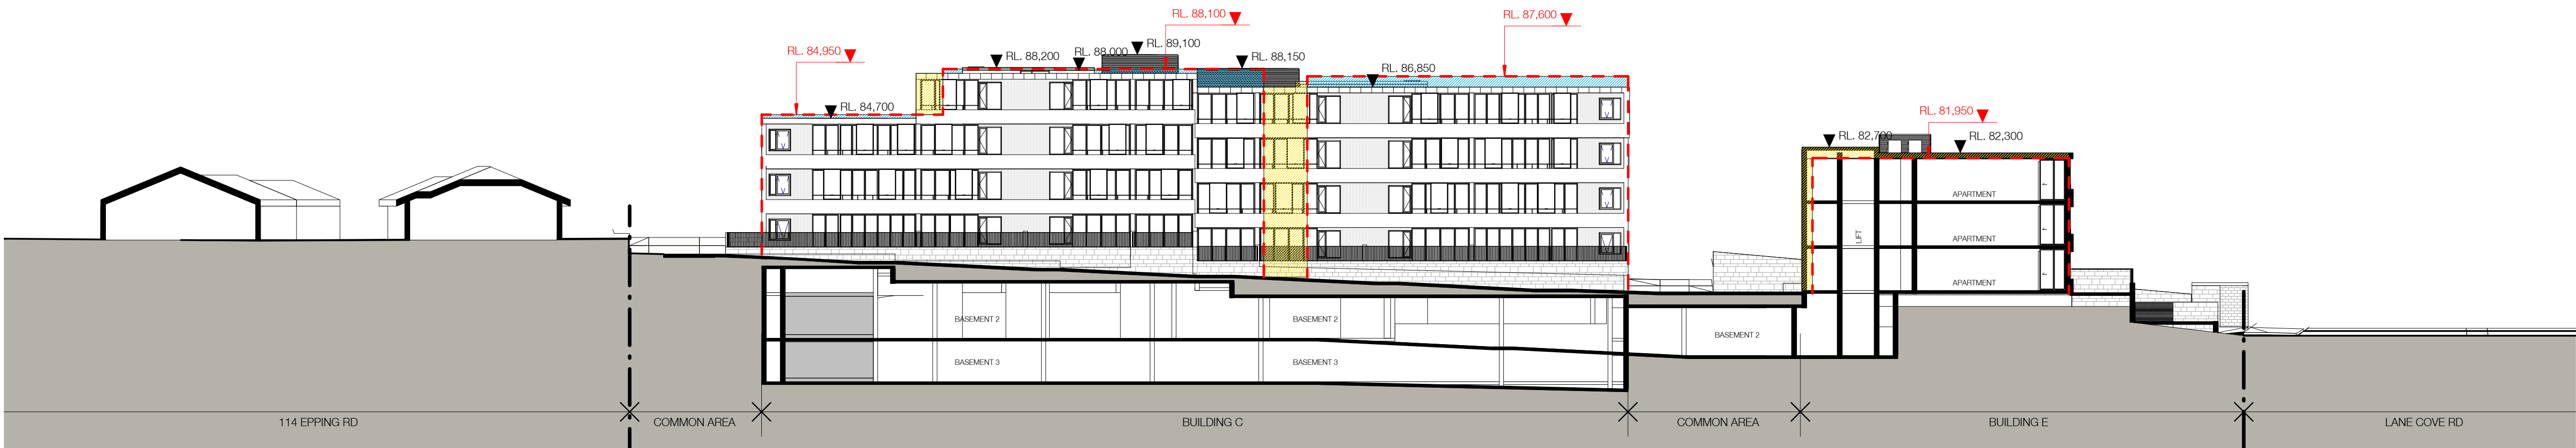 RL. 88,100
RL. 87,600
RL. 84,950
RL. 88,200
RL. 88,000
RL. 89,100
RL. 88,150
RL. 86,850
RL. 84,700
RL. 81,950
RL. 82,700
RL. 82,300
APARTMENT
LIFT
APARTMENT
APARTMENT
BASEMENT 2
BASEMENT 2
BASEMENT 2
BASEMENT 3
BASEMENT 3
114 EPPING RD
COMMON AREA
BUILDING C
COMMON AREA
BUILDING E
LANE COVE RD